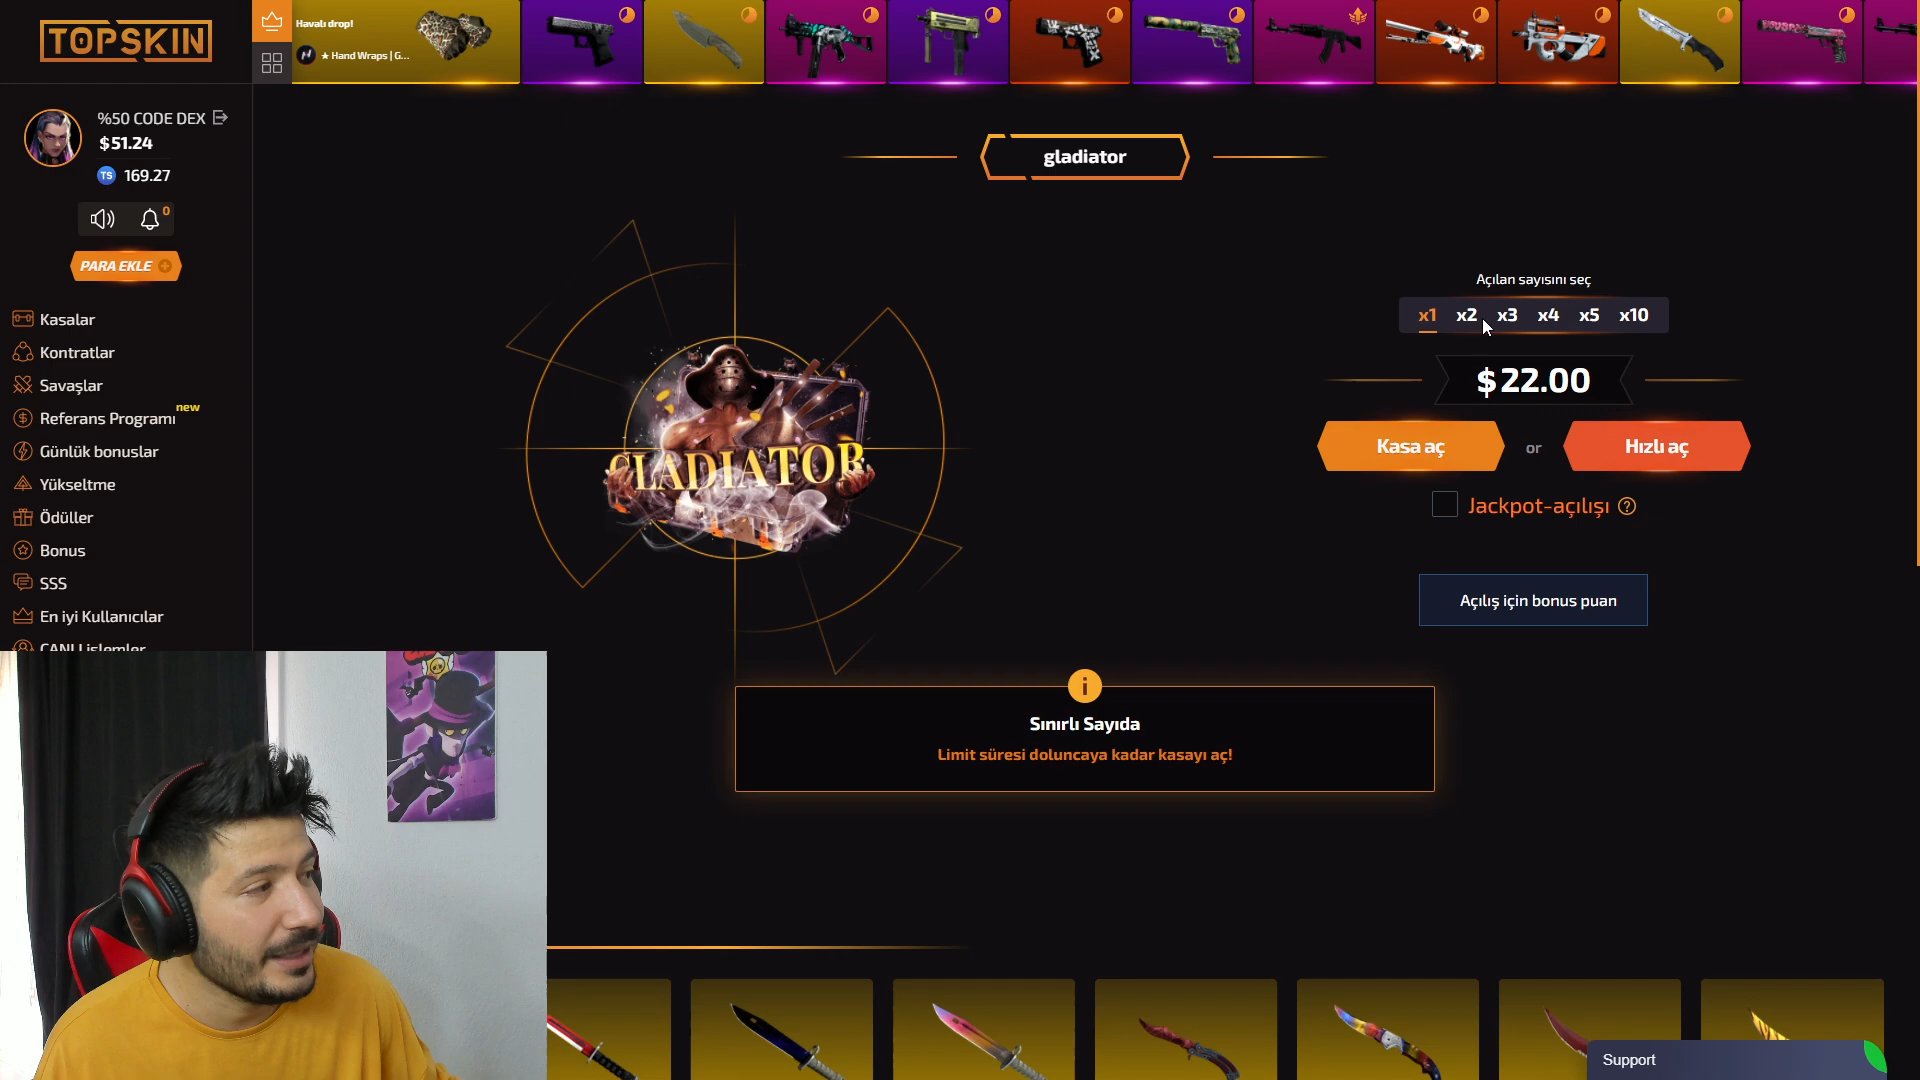 TOPSKIN
Havalı drop!
★ Hand Wraps | G...
%50 CODE DEX
$51.24
TS 169.27
0
PARA EKLE
Kasalar
Kontratlar
Savaşlar
Referans Programı new
Günlük bonuslar
Yükseltme
Ödüller
Bonus
SSS
En iyi Kullanıcılar
CANLI işlemler
gladiator
GLADIATOR
Açılan sayısını seç
x1 x2 x3 x4 x5 x10
$22.00
Kasa aç or Hızlı aç
Jackpot-açılışı ?
Açılış için bonus puan
i
Sınırlı Sayıda
Limit süresi doluncaya kadar kasayı aç!
Support